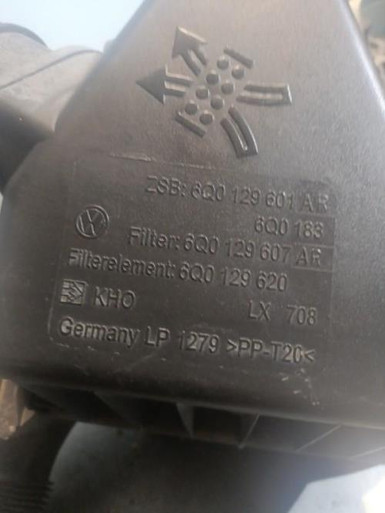 ZSB: 6Q0 129 601 AR
6Q0 183
Filter: 6Q0 129 607 AR
Filterelement: 6Q0 129 620
KHO LX 708
Germany LP 1279 >PP-T20<